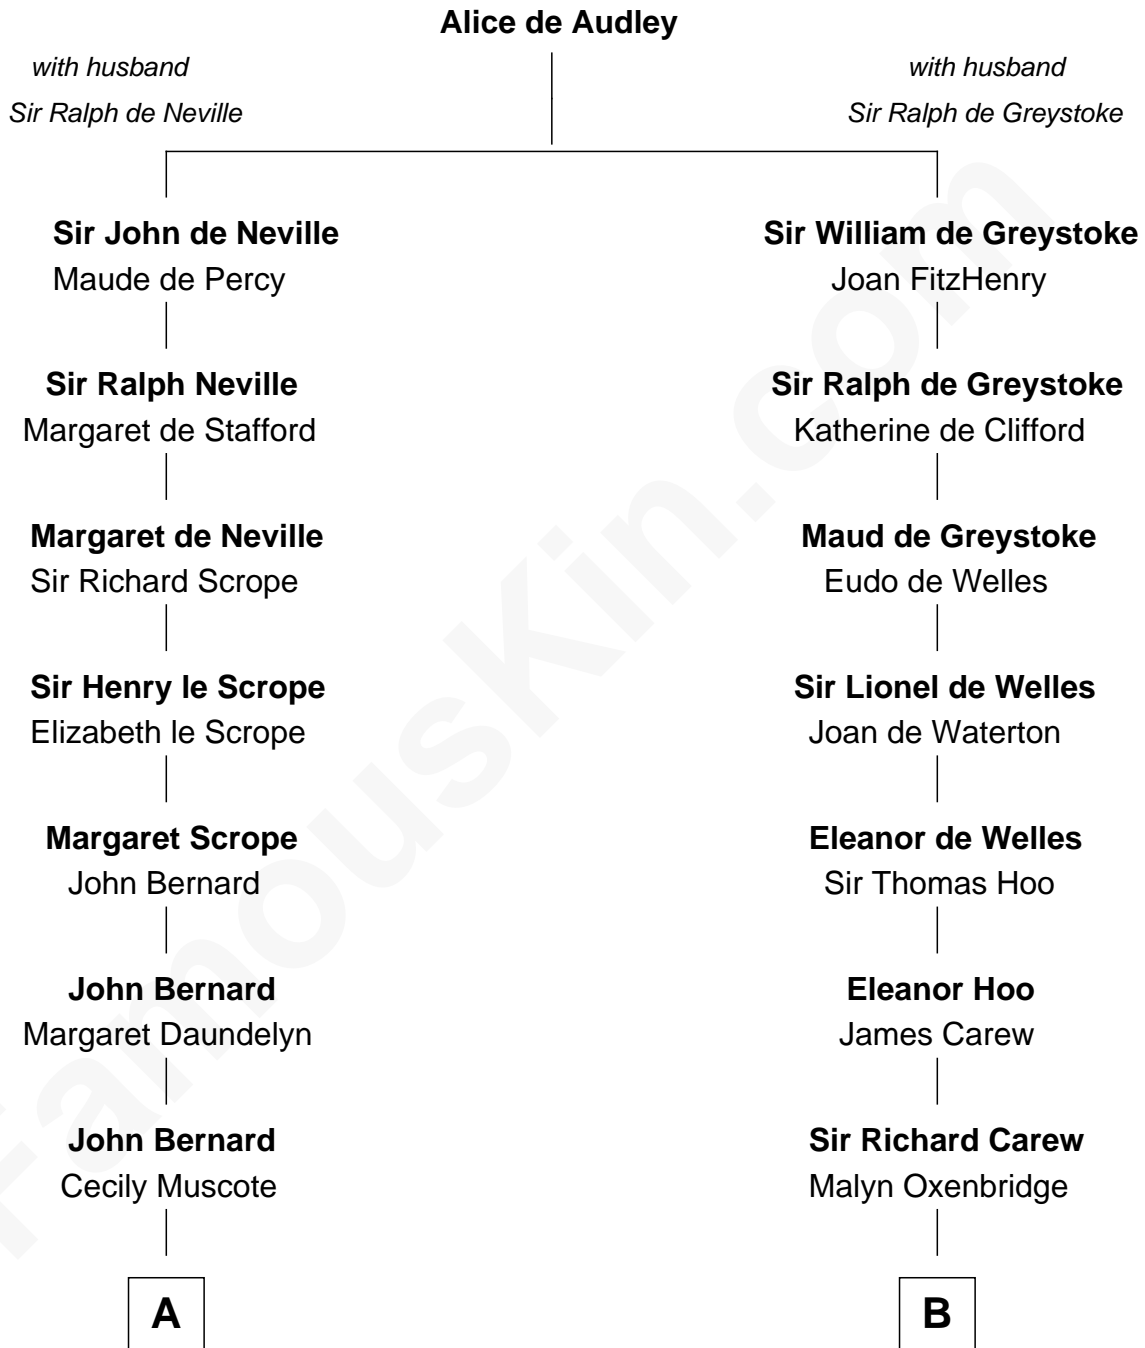 Alice de Audley
with husband
Sir Ralph de Neville
with husband
Sir Ralph de Greystoke
Sir John de Neville
Maude de Percy
Sir William de Greystoke
Joan FitzHenry
Sir Ralph Neville
Margaret de Stafford
Sir Ralph de Greystoke
Katherine de Clifford
Margaret de Neville
Sir Richard Scrope
Maud de Greystoke
Eudo de Welles
Sir Henry le Scrope
Elizabeth le Scrope
Sir Lionel de Welles
Joan de Waterton
Margaret Scrope
John Bernard
Eleanor de Welles
Sir Thomas Hoo
John Bernard
Margaret Daundelyn
Eleanor Hoo
James Carew
John Bernard
Cecily Muscote
Sir Richard Carew
Malyn Oxenbridge
A
B
FamousKin.com